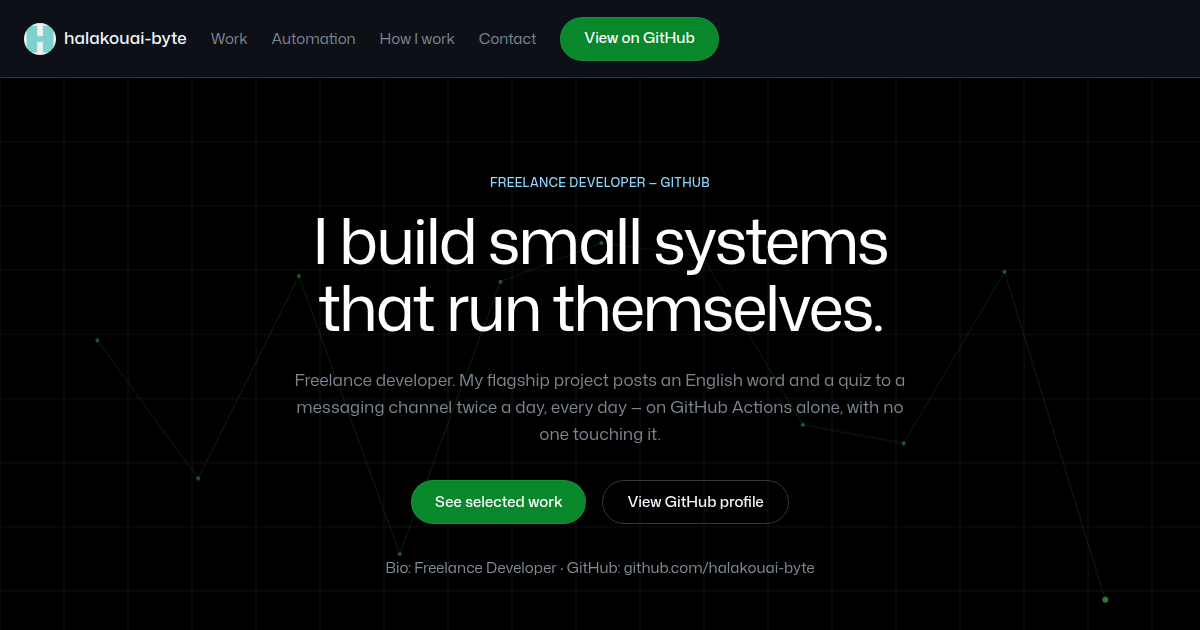 halakouai-byte
Work
Automation
How I work
Contact
View on GitHub
FREELANCE DEVELOPER — GITHUB
I build small systems
that run themselves.
Freelance developer. My flagship project posts an English word and a quiz to a
messaging channel twice a day, every day — on GitHub Actions alone, with no
one touching it.
See selected work
View GitHub profile
Bio: Freelance Developer · GitHub: github.com/halakouai-byte